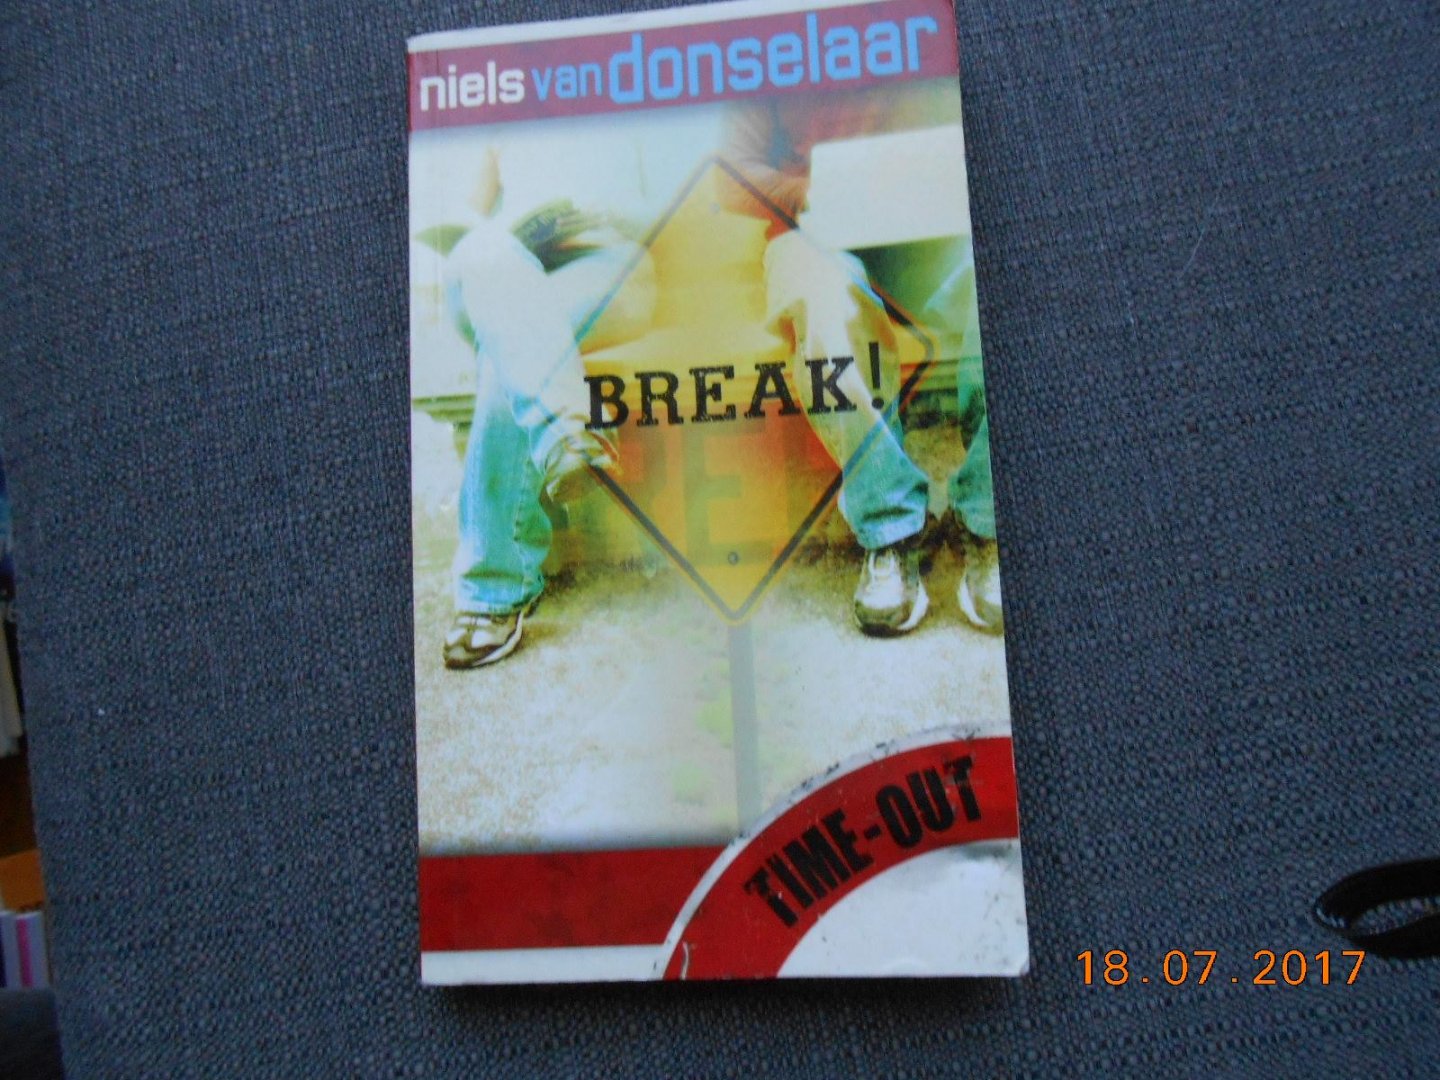 niels van donselaar
BREAK!
TIME-OUT
18.07.2017